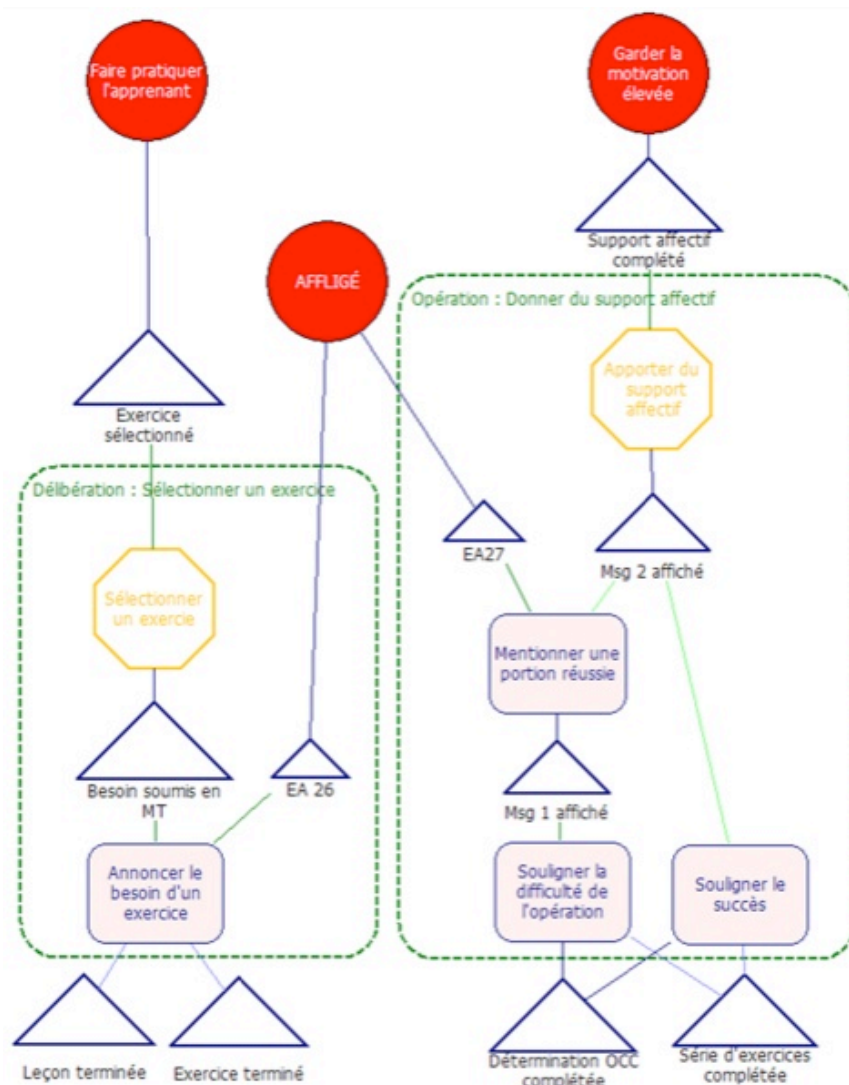 Faire pratiquer
l'apprenant
Garder la
motivation
élevée
Support affectif
complété
AFFLIGÉ
Opération : Donner du support affectif
Apporter du
support
affectif
Exercice
sélectionné
Délibération : Sélectionner un exercice
EA27
Msg 2 affiché
Sélectionner
un exercie
Mentionner une
portion réussie
Besoin soumis en
MT
EA 26
Msg 1 affiché
Annoncer le
besoin d'un
exercice
Souligner la
difficulté de
l'opération
Souligner le
succès
Leçon terminée
Exercice terminé
Détermination OCC
complétée
Série d'exercices
complétée